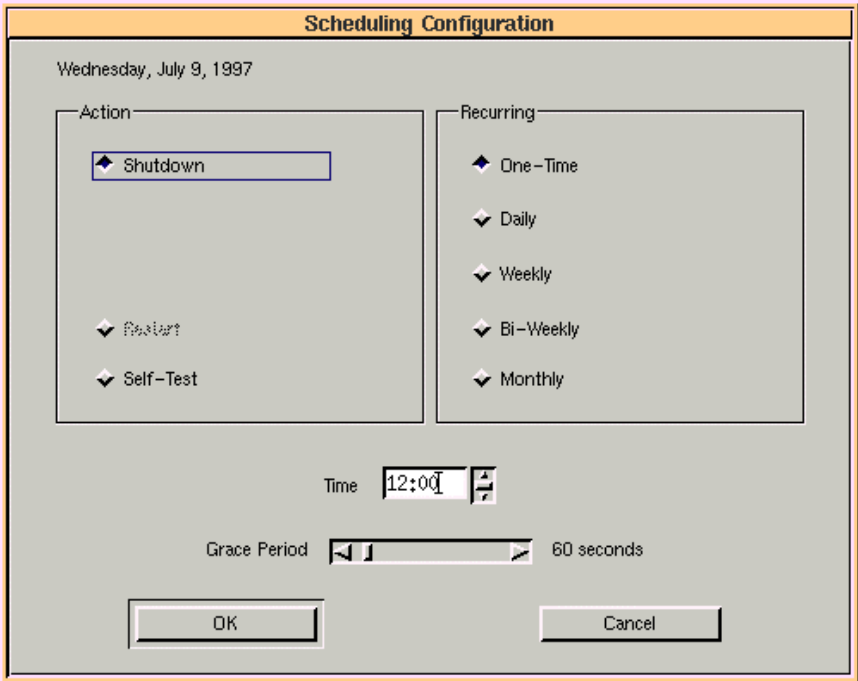 Scheduling Configuration
Wednesday, July 9, 1997
Action
Shutdown
Restart
Self-Test
Recurring
One-Time
Daily
Weekly
Bi-Weekly
Monthly
Time 12:00
Grace Period 60 seconds
OK Cancel